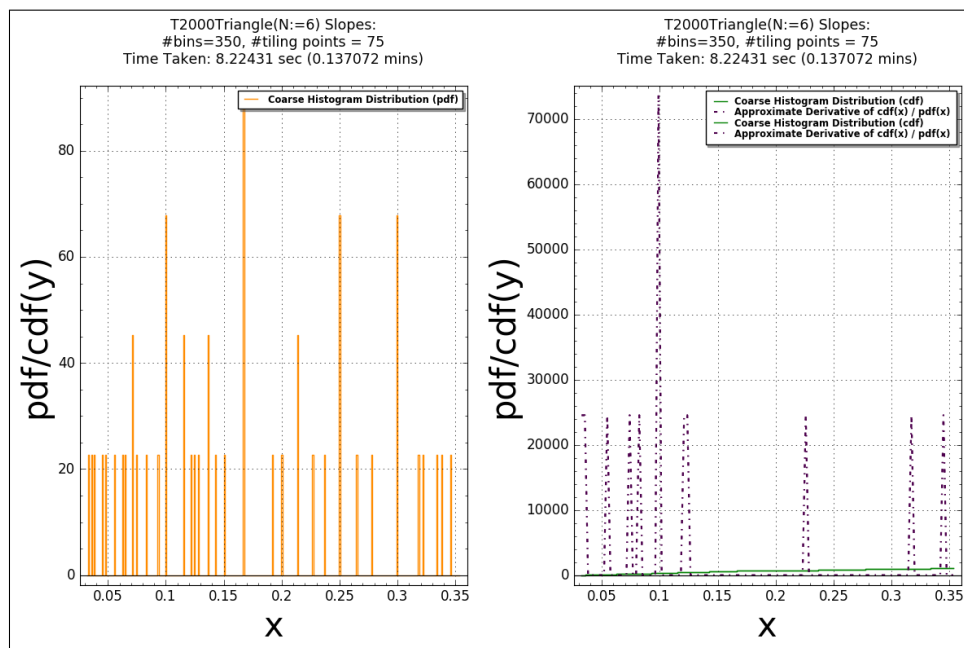 T2000Triangle(N:=6) Slopes:
#bins=350, #tiling points = 75
Time Taken: 8.22431 sec (0.137072 mins)
Coarse Histogram Distribution (pdf)
80
60
40
20
0
pdf/cdf(y)
0.05 0.1 0.15 0.2 0.25 0.3 0.35
x
T2000Triangle(N:=6) Slopes:
#bins=350, #tiling points = 75
Time Taken: 8.22431 sec (0.137072 mins)
Coarse Histogram Distribution (cdf)
Approximate Derivative of cdf(x) / pdf(x)
Coarse Histogram Distribution (cdf)
Approximate Derivative of cdf(x) / pdf(x)
70000
60000
50000
40000
30000
20000
10000
0
pdf/cdf(y)
0.05 0.1 0.15 0.2 0.25 0.3 0.35
x